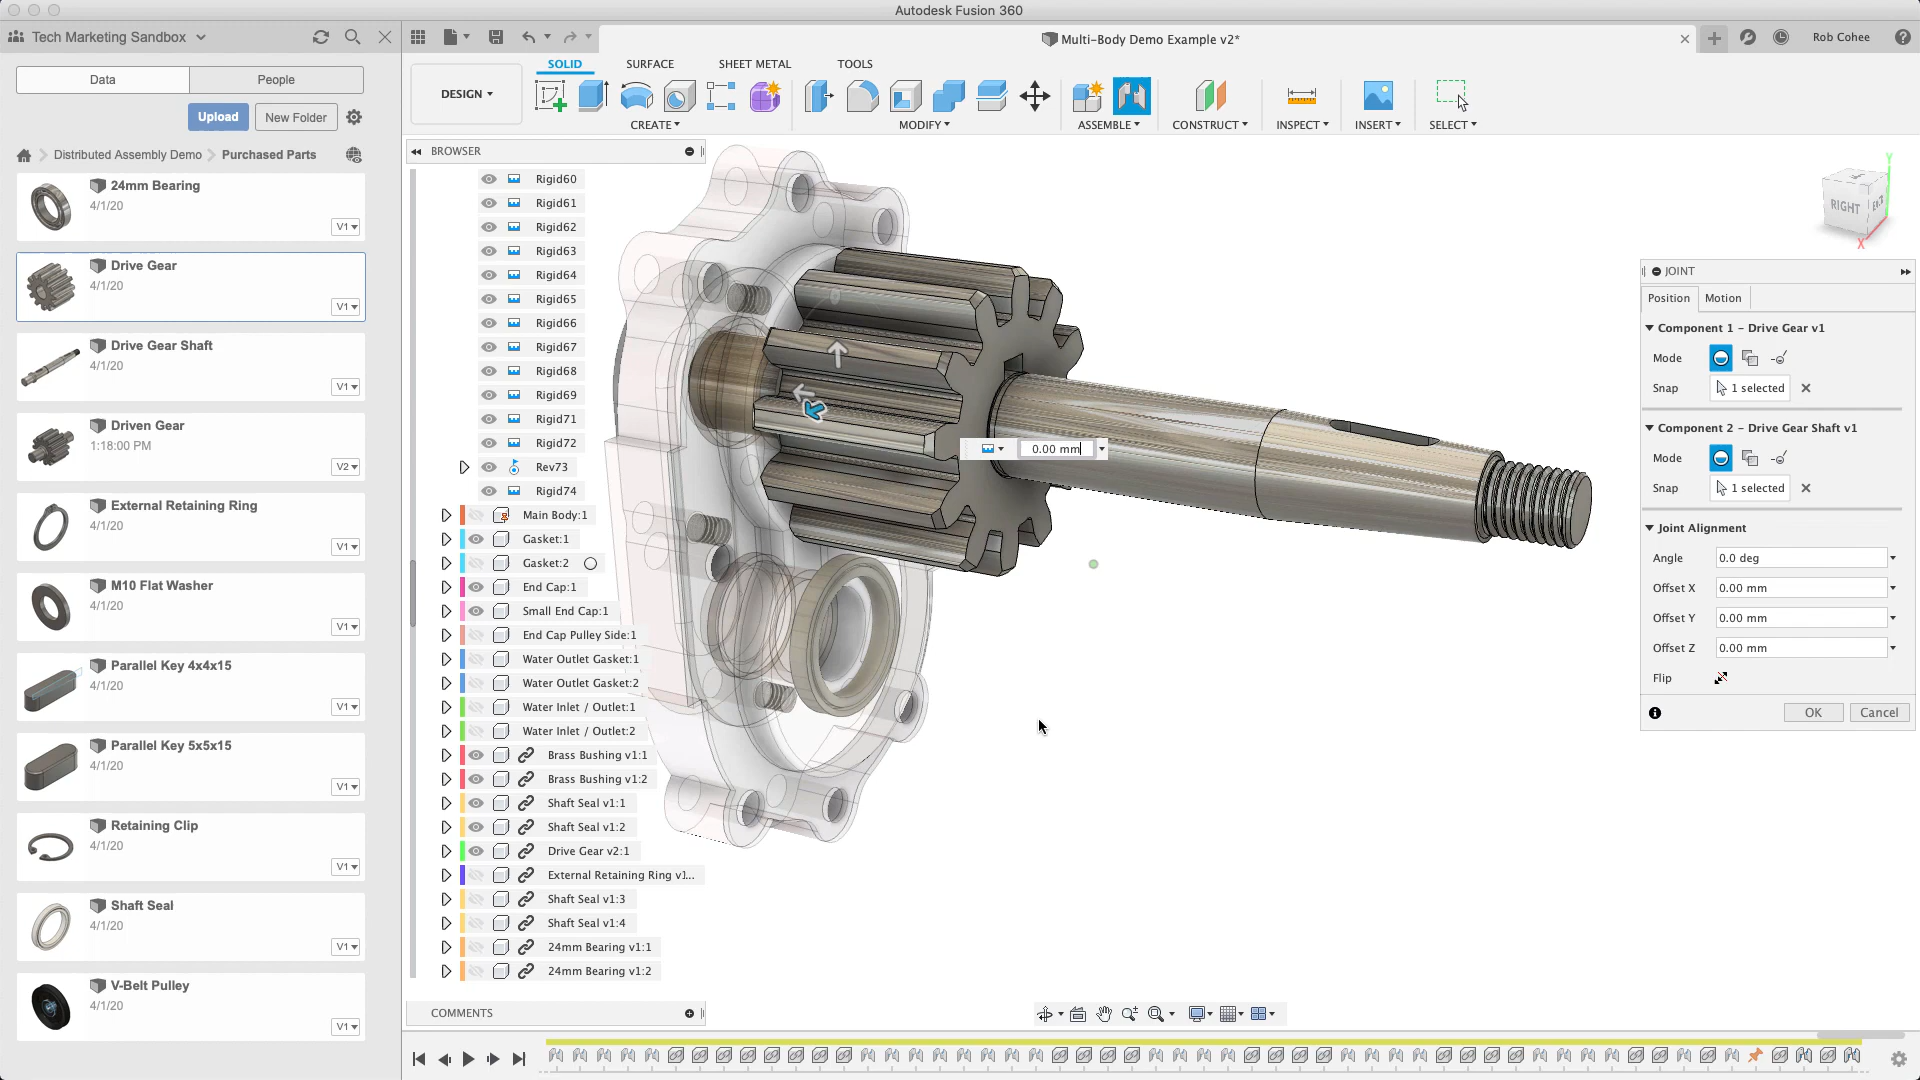 Autodesk Fusion 360
Tech Marketing Sandbox
Multi-Body Demo Example v2*
Rob Cohee
Data
People
Upload
New Folder
Distributed Assembly Demo
Purchased Parts
24mm Bearing
4/1/20
V1
Drive Gear
4/1/20
V1
Drive Gear Shaft
4/1/20
V1
Driven Gear
1:18:00 PM
V2
External Retaining Ring
4/1/20
V1
M10 Flat Washer
4/1/20
V1
Parallel Key 4x4x15
4/1/20
V1
Parallel Key 5x5x15
4/1/20
V1
Retaining Clip
4/1/20
V1
Shaft Seal
4/1/20
V1
V-Belt Pulley
4/1/20
V1
SOLID
SURFACE
SHEET METAL
TOOLS
DESIGN
CREATE
MODIFY
ASSEMBLE
CONSTRUCT
INSPECT
INSERT
SELECT
BROWSER
Rigid60
Rigid61
Rigid62
Rigid63
Rigid64
Rigid65
Rigid66
Rigid67
Rigid68
Rigid69
Rigid71
Rigid72
Rev73
Rigid74
Main Body:1
Gasket:1
Gasket:2
End Cap:1
Small End Cap:1
End Cap Pulley Side:1
Water Outlet Gasket:1
Water Outlet Gasket:2
Water Inlet / Outlet:1
Water Inlet / Outlet:2
Brass Bushing v1:1
Brass Bushing v1:2
Shaft Seal v1:1
Shaft Seal v1:2
Drive Gear v2:1
External Retaining Ring v1...
Shaft Seal v1:3
Shaft Seal v1:4
24mm Bearing v1:1
24mm Bearing v1:2
COMMENTS
0.00 mm
Y
RIGHT
X
JOINT
Position
Motion
Component 1 - Drive Gear v1
Mode
Snap
1 selected
Component 2 - Drive Gear Shaft v1
Mode
Snap
1 selected
Joint Alignment
Angle
0.0 deg
Offset X
0.00 mm
Offset Y
0.00 mm
Offset Z
0.00 mm
Flip
OK
Cancel